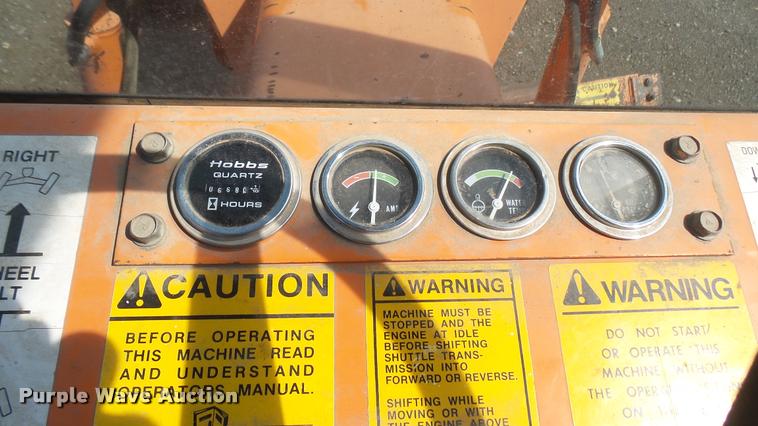 CAUTION
RIGHT
Hobbs
QUARTZ
HOURS
AMP
WATER
DOW
HEEL
LT
CAUTION
BEFORE OPERATING
THIS MACHINE READ
AND UNDERSTAND
OPERATORS MANUAL.
WARNING
MACHINE MUST BE
STOPPED AND THE
ENGINE AT IDLE
BEFORE SHIFTING
SHUTTLE TRANS-
MISSION INTO
FORWARD OR REVERSE.
SHIFTING WHILE
MOVING OR WITH
THE ENGINE ABOVE
WARNING
DO NOT START/
OR OPERATE THIS
MACHINE WITHOUT
THE OPERA
ON
Purple Wave Auction